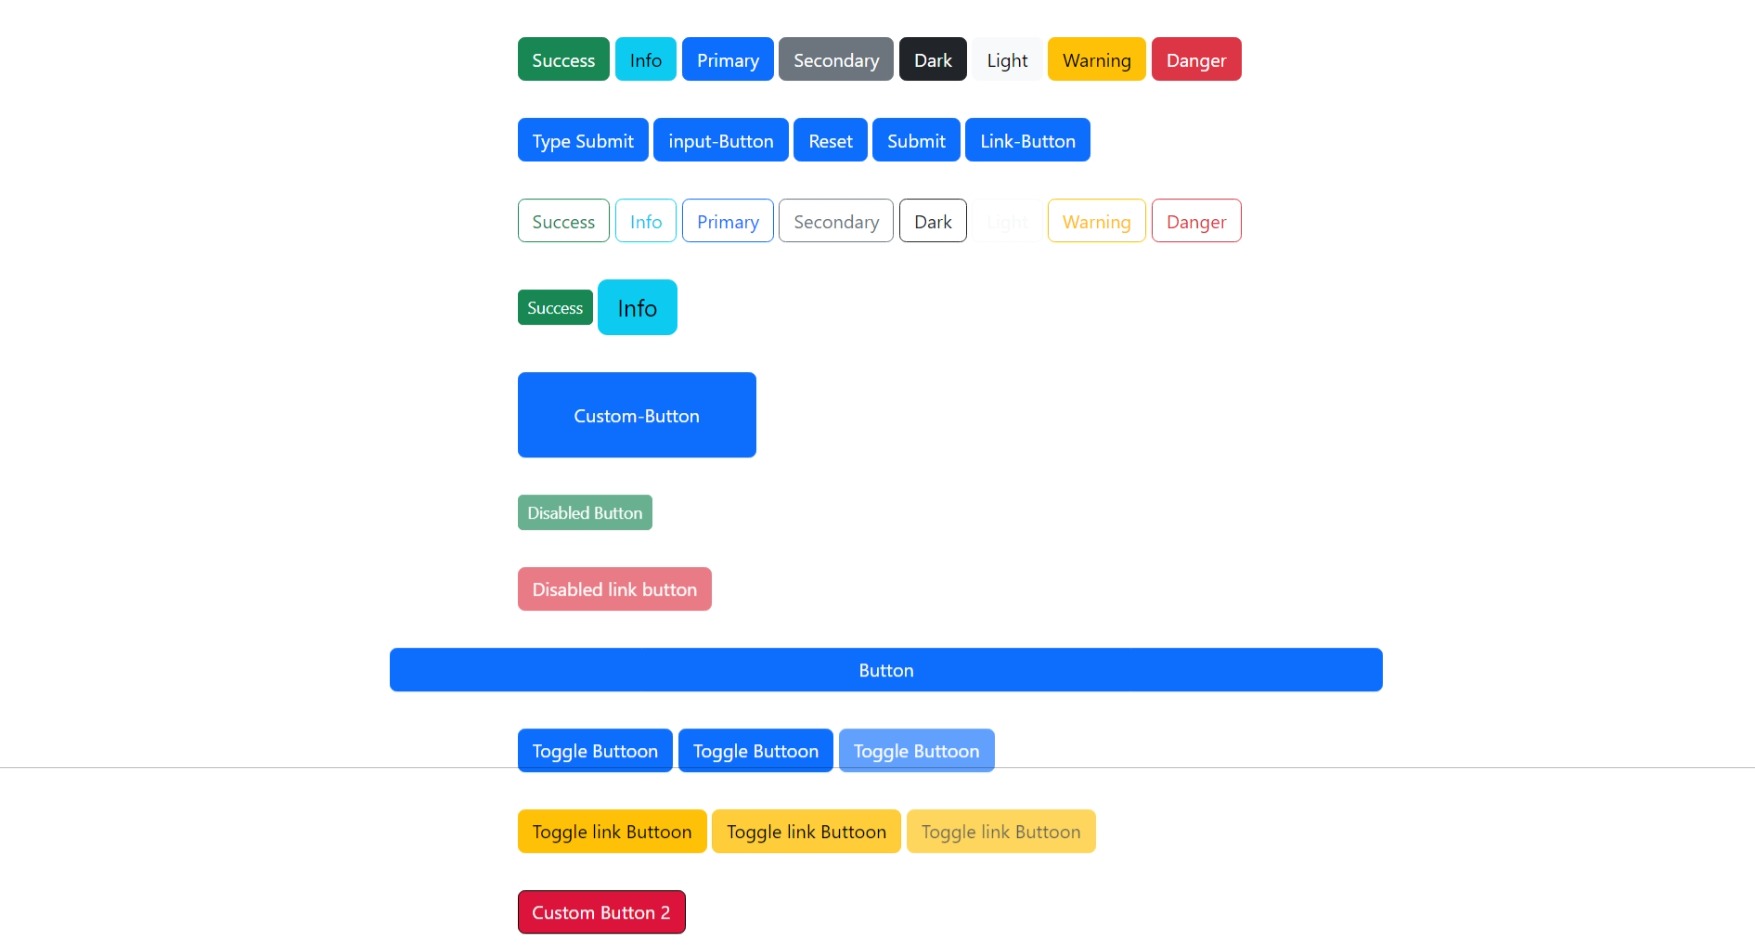 Success Info Primary Secondary Dark Light Warning Danger
Type Submit input-Button Reset Submit Link-Button
Success Info Primary Secondary Dark Light Warning Danger
Success Info
Custom-Button
Disabled Button
Disabled link button
Button
Toggle Buttoon Toggle Buttoon Toggle Buttoon
Toggle link Buttoon Toggle link Buttoon Toggle link Buttoon
Custom Button 2